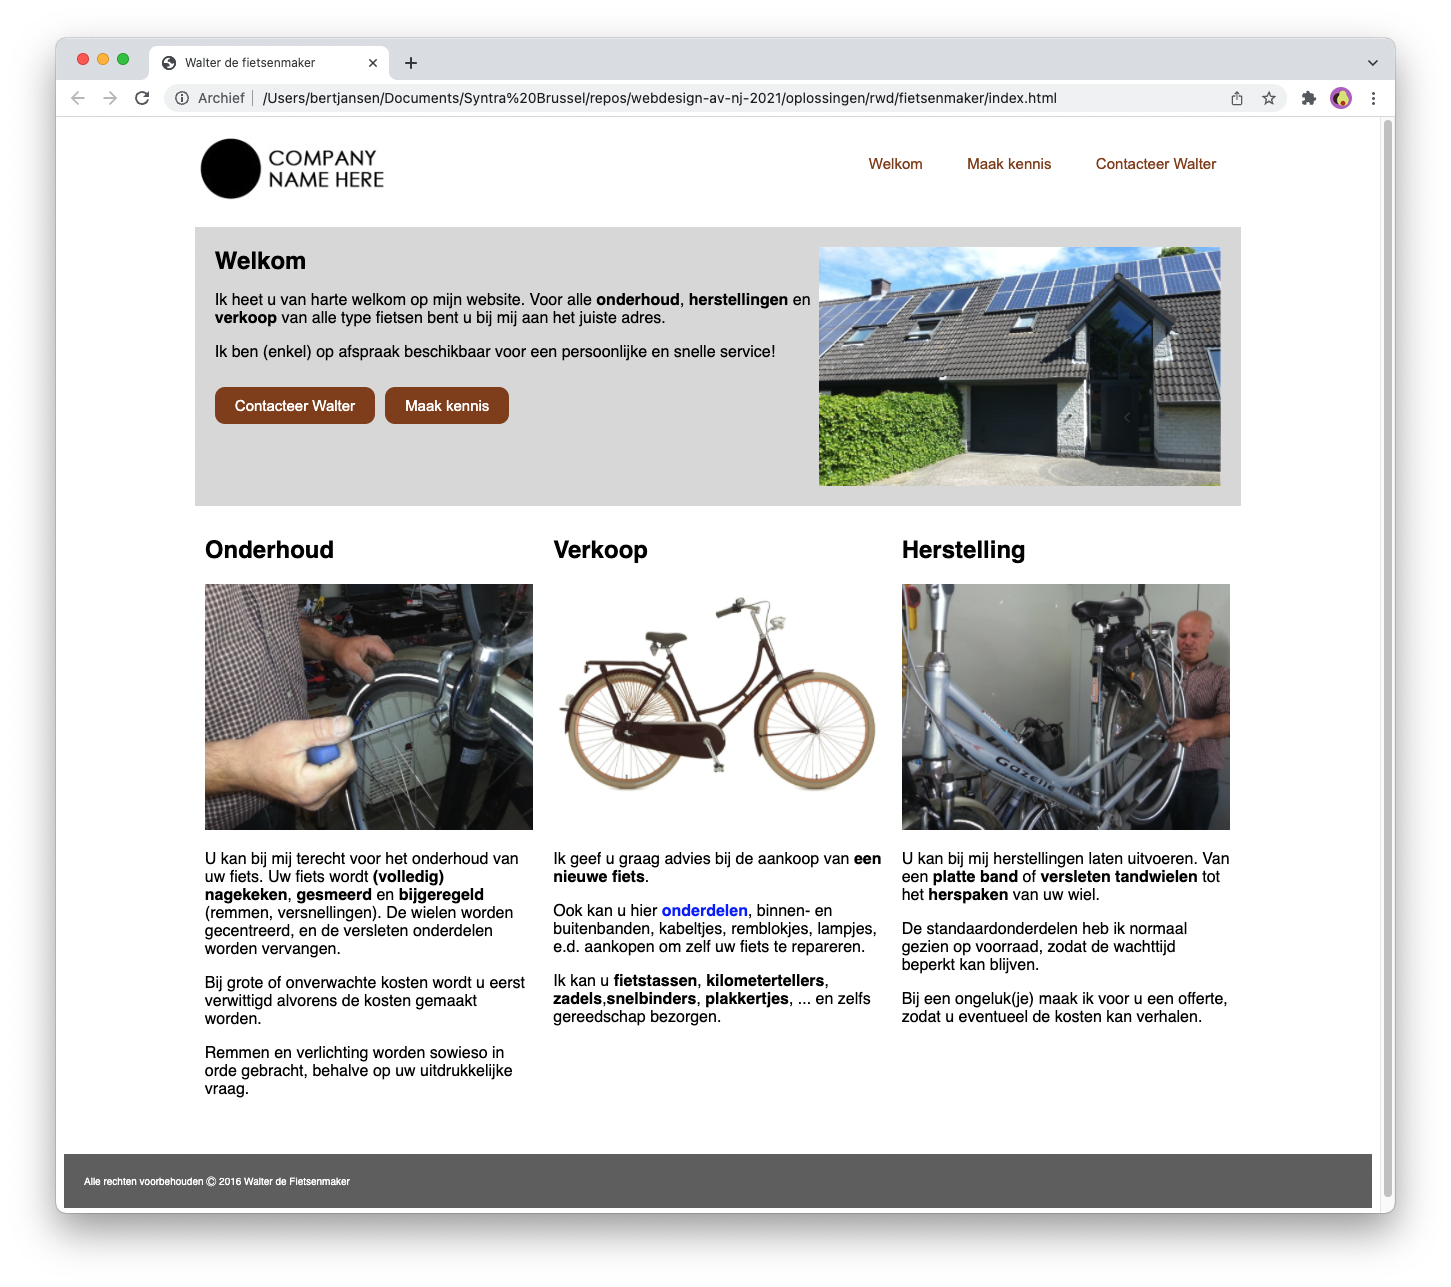 Walter de fietsenmaker
Archief
/Users/bertjansen/Documents/Syntra%20Brussel/repos/webdesign-av-nj-2021/oplossingen/rwd/fietsenmaker/index.html
COMPANY
NAME HERE
Welkom
Maak kennis
Contacteer Walter
Welkom
Ik heet u van harte welkom op mijn website. Voor alle onderhoud, herstellingen en
verkoop van alle type fietsen bent u bij mij aan het juiste adres.
Ik ben (enkel) op afspraak beschikbaar voor een persoonlijke en snelle service!
Contacteer Walter
Maak kennis
Onderhoud
U kan bij mij terecht voor het onderhoud van
uw fiets. Uw fiets wordt (volledig)
nagekeken, gesmeerd en bijgeregeld
(remmen, versnellingen). De wielen worden
gecentreerd, en de versleten onderdelen
worden vervangen.
Bij grote of onverwachte kosten wordt u eerst
verwittigd alvorens de kosten gemaakt
worden.
Remmen en verlichting worden sowieso in
orde gebracht, behalve op uw uitdrukkelijke
vraag.
Verkoop
Ik geef u graag advies bij de aankoop van een
nieuwe fiets.
Ook kan u hier onderdelen, binnen- en
buitenbanden, kabeltjes, remblokjes, lampjes,
e.d. aankopen om zelf uw fiets te repareren.
Ik kan u fietstassen, kilometertellers,
zadels,snelbinders, plakkertjes, ... en zelfs
gereedschap bezorgen.
Herstelling
Gazelle
U kan bij mij herstellingen laten uitvoeren. Van
een platte band of versleten tandwielen tot
het herspaken van uw wiel.
De standaardonderdelen heb ik normaal
gezien op voorraad, zodat de wachttijd
beperkt kan blijven.
Bij een ongeluk(je) maak ik voor u een offerte,
zodat u eventueel de kosten kan verhalen.
Alle rechten voorbehouden © 2016 Walter de Fietsenmaker